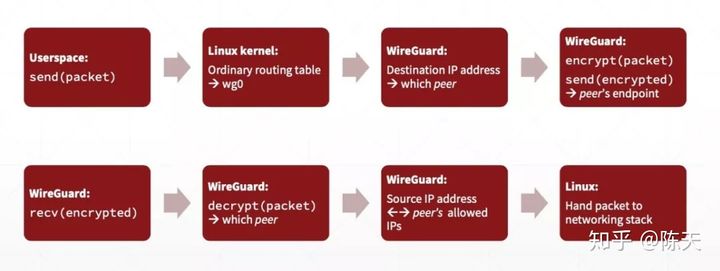 Userspace:
send(packet)
Linux kernel:
Ordinary routing table
→ wg0
WireGuard:
Destination IP address
→ which peer
WireGuard:
encrypt(packet)
send(encrypted)
→ peer's endpoint
WireGuard:
recv(encrypted)
WireGuard:
decrypt(packet)
→ which peer
WireGuard:
Source IP address
←→ peer's allowed
IPs
Linux:
Hand packet to
networking stack
知乎 @陈天